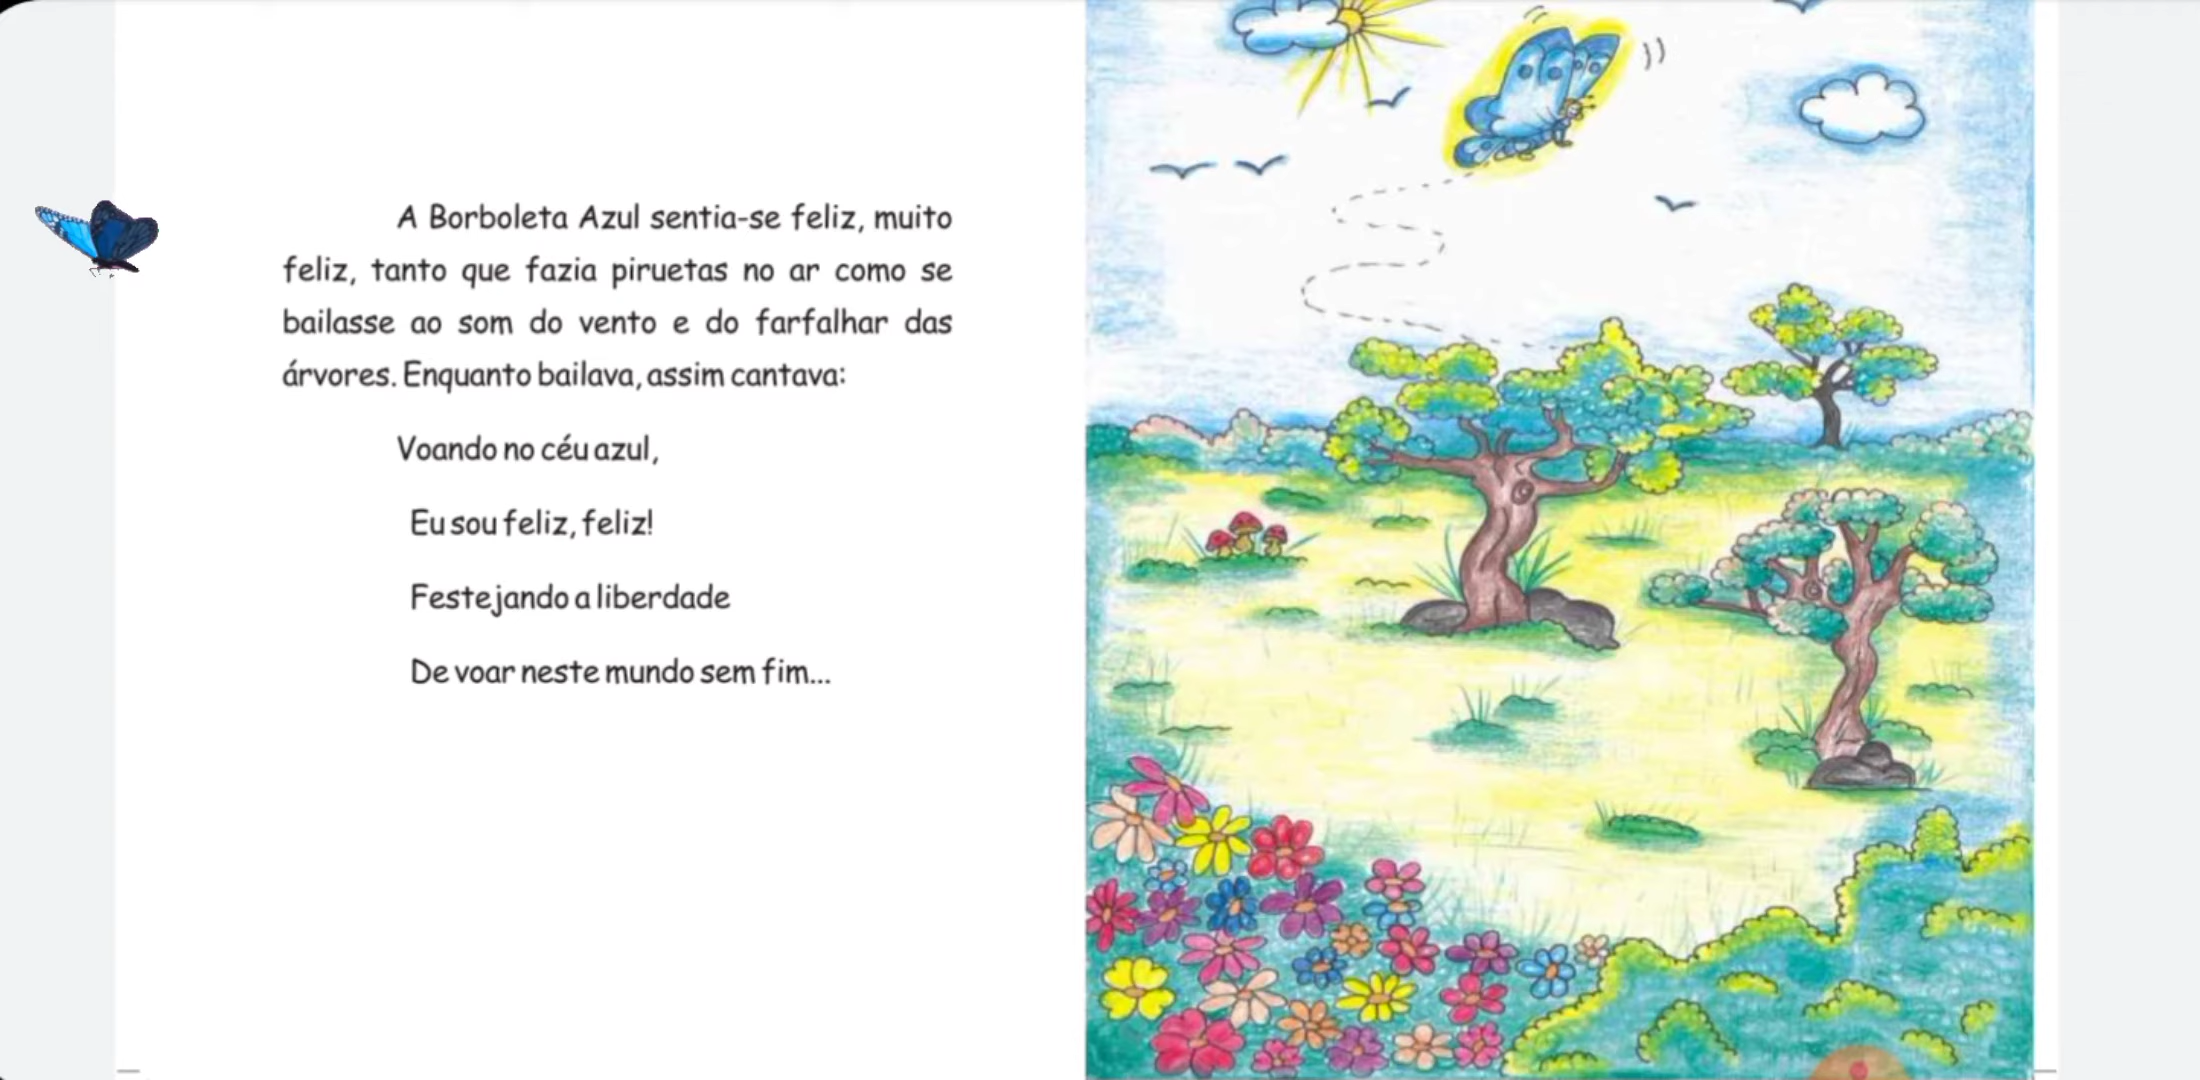 A Borboleta Azul sentia-se feliz, muito
feliz, tanto que fazia piruetas no ar como se
bailasse ao som do vento e do farfalhar das
árvores. Enquanto bailava, assim cantava:
Voando no céu azul,
Eu sou feliz, feliz!
Festejando a liberdade
De voar neste mundo sem fim...